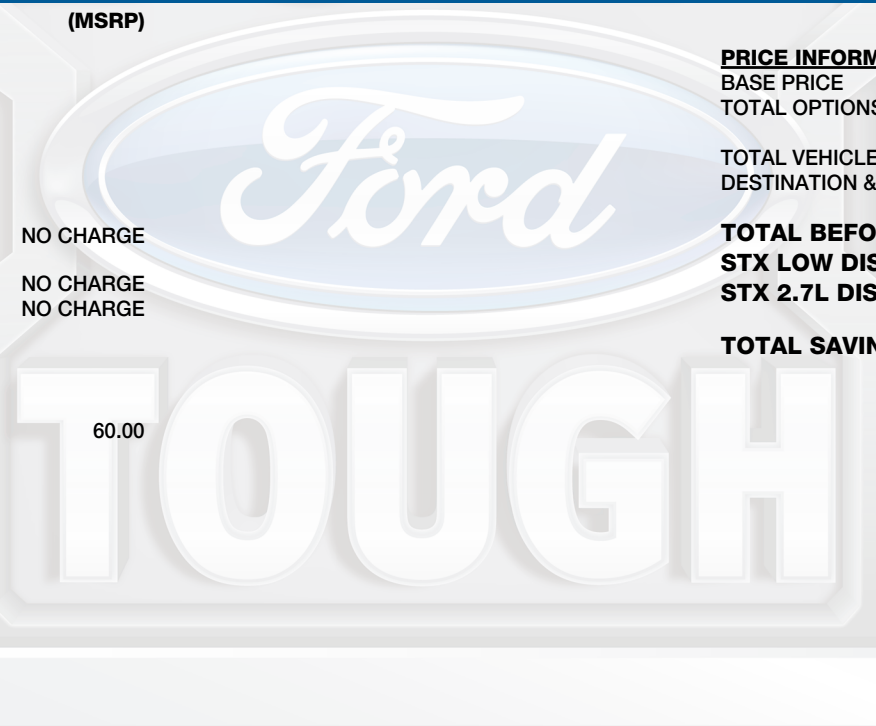 (MSRP)
NO CHARGE
NO CHARGE
NO CHARGE
60.00
PRICE INFORM
BASE PRICE
TOTAL OPTIONS
TOTAL VEHICLE
DESTINATION &
TOTAL BEFO
STX LOW DIS
STX 2.7L DIS
TOTAL SAVIN
Ford
TOUGH